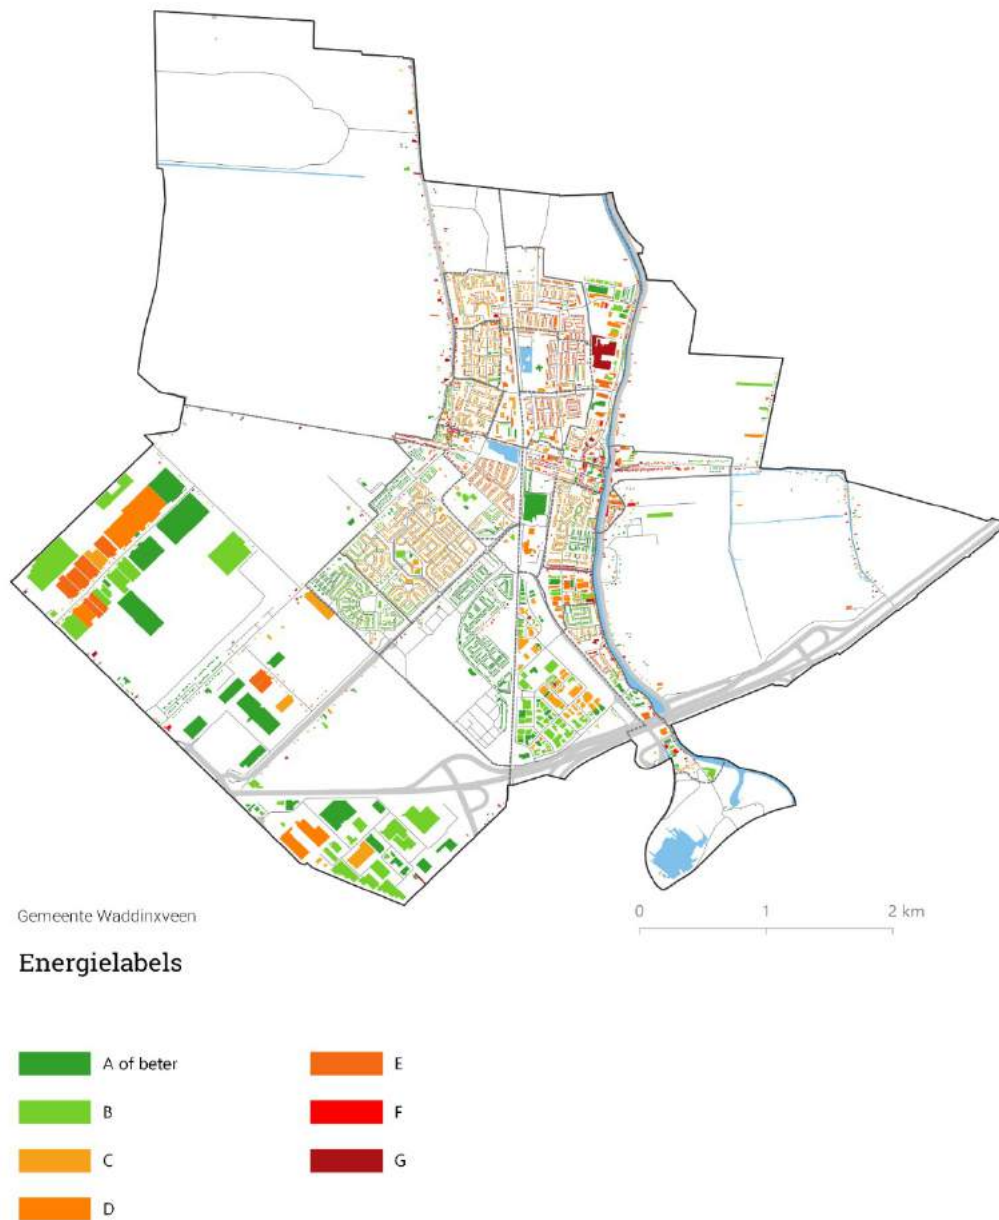 Gemeente Waddinxveen
0 1 2 km
Energielabels
A of beter
E
B
F
C
G
D